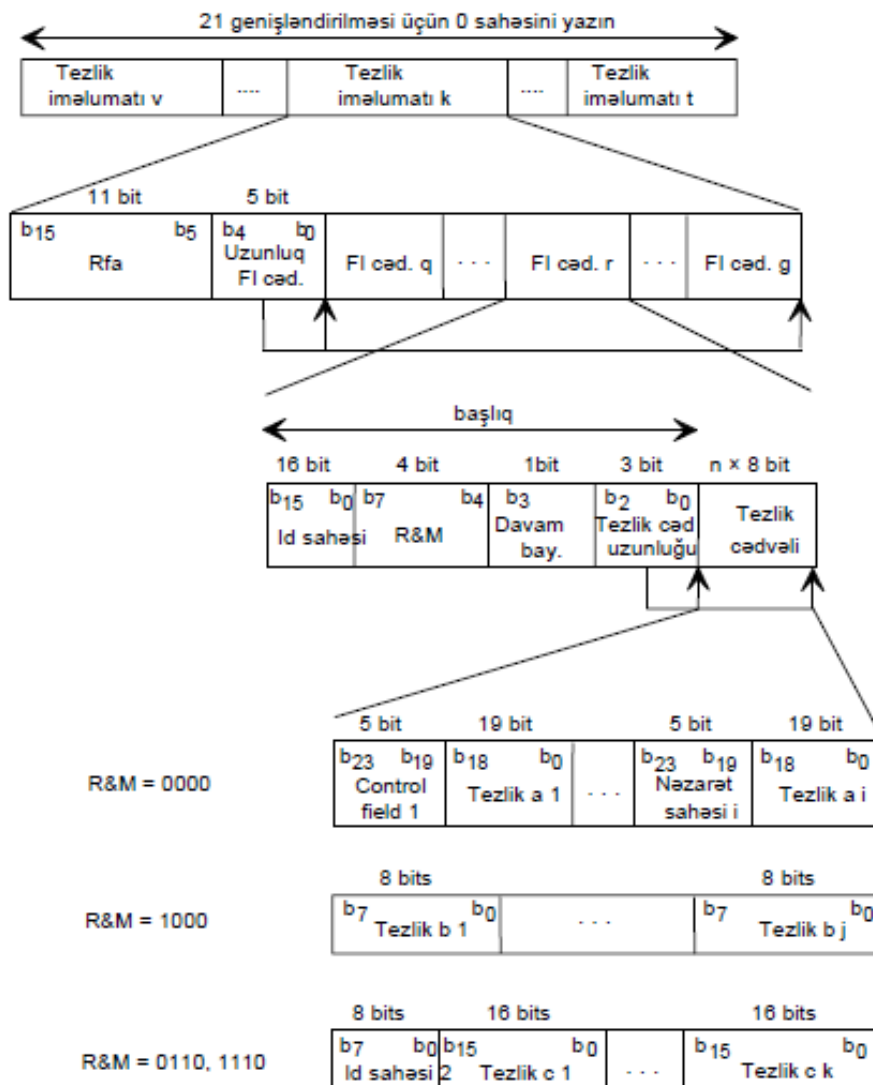 21 genişləndirilməsi üçün 0 sahəsini yazın
Tezlik iməlumatı v
....
Tezlik iməlumatı k
....
Tezlik iməlumatı t
11 bit
5 bit
b15 b5
Rfa
b4 b0
Uzunluq
FI cəd.
FI cəd. q
. . .
FI cəd. r
. . .
FI cəd. g
başlıq
16 bit
4 bit
1bit
3 bit
n × 8 bit
b15 b0
Id sahəsi
b7 b4
R&M
b3
Davam
bay.
b2 b0
Tezlik cəd
uzunluğu
Tezlik
cədvəli
R&M = 0000
5 bit
19 bit
5 bit
19 bit
b23 b19
Control
field 1
b18 b0
Tezlik a 1
. . .
b23 b19
Nəzarət
sahəsi i
b18 b0
Tezlik a i
R&M = 1000
8 bits
8 bits
b7 b0
Tezlik b 1
. . .
b7 b0
Tezlik b j
R&M = 0110, 1110
8 bits
16 bits
16 bits
b7 b0
Id sahəsi 2
b15 b0
Tezlik c 1
. . .
b15 b0
Tezlik c k